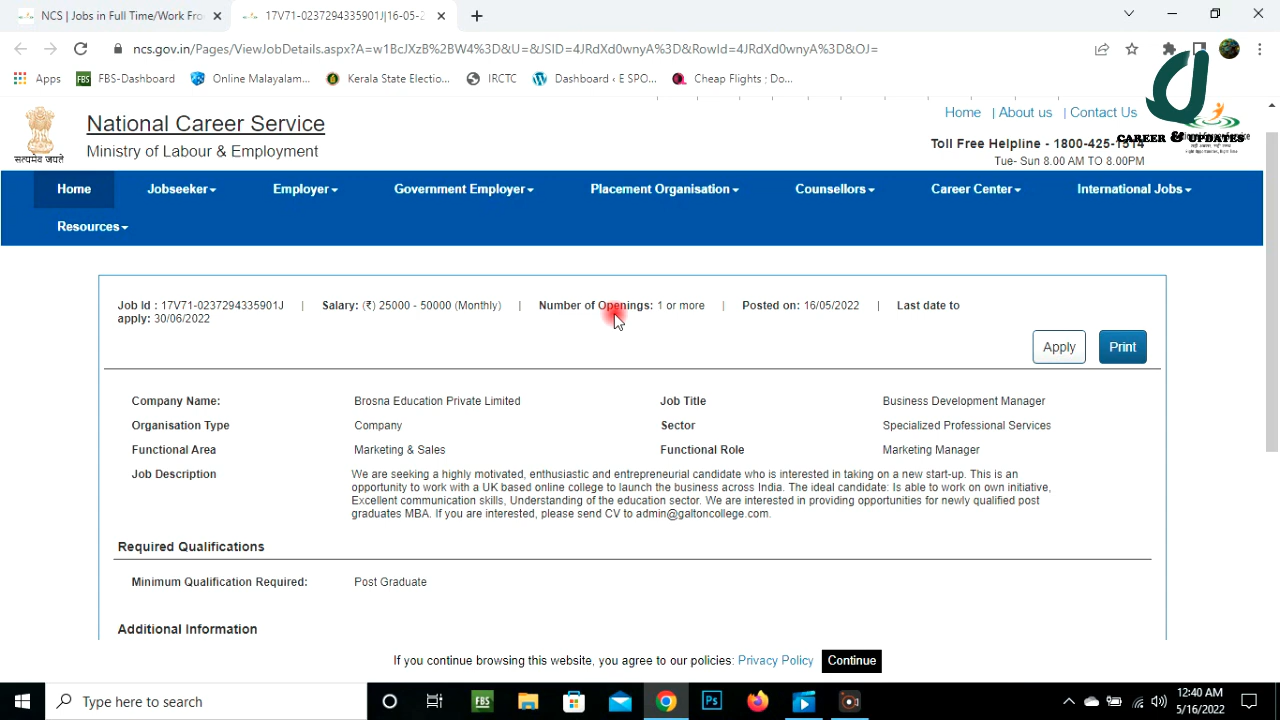 NCS | Jobs in Full Time/Work Fro
17V71-0237294335901J|16-05-2
ncs.gov.in/Pages/ViewJobDetails.aspx?A=w1BcJXzB%2BW4%3D&U=&JSID=4JRdXd0wnyA%3D&RowId=4JRdXd0wnyA%3D&OJ=
Apps FBS-Dashboard Online Malayalam... Kerala State Electio... IRCTC Dashboard ‹ E SPO... Cheap Flights ; Do...
Home | About us | Contact Us
CAREER & UPDATES
National Career Service
Ministry of Labour & Employment
सत्यमेव जयते
Toll Free Helpline - 1800-425-1514
Tue- Sun 8.00 AM TO 8.00PM
Home Jobseeker Employer Government Employer Placement Organisation Counsellors Career Center International Jobs
Resources
Job Id : 17V71-0237294335901J | Salary: (₹) 25000 - 50000 (Monthly) | Number of Openings: 1 or more | Posted on: 16/05/2022 | Last date to
apply: 30/06/2022
Apply Print
Company Name: Brosna Education Private Limited Job Title Business Development Manager
Organisation Type Company Sector Specialized Professional Services
Functional Area Marketing & Sales Functional Role Marketing Manager
Job Description We are seeking a highly motivated, enthusiastic and entrepreneurial candidate who is interested in taking on a new start-up. This is an
opportunity to work with a UK based online college to launch the business across India. The ideal candidate: Is able to work on own initiative,
Excellent communication skills, Understanding of the education sector. We are interested in providing opportunities for newly qualified post
graduates MBA. If you are interested, please send CV to admin@galtoncollege.com.
Required Qualifications
Minimum Qualification Required: Post Graduate
Additional Information
If you continue browsing this website, you agree to our policies: Privacy Policy Continue
Type here to search
FBS
Ps
12:40 AM
5/16/2022